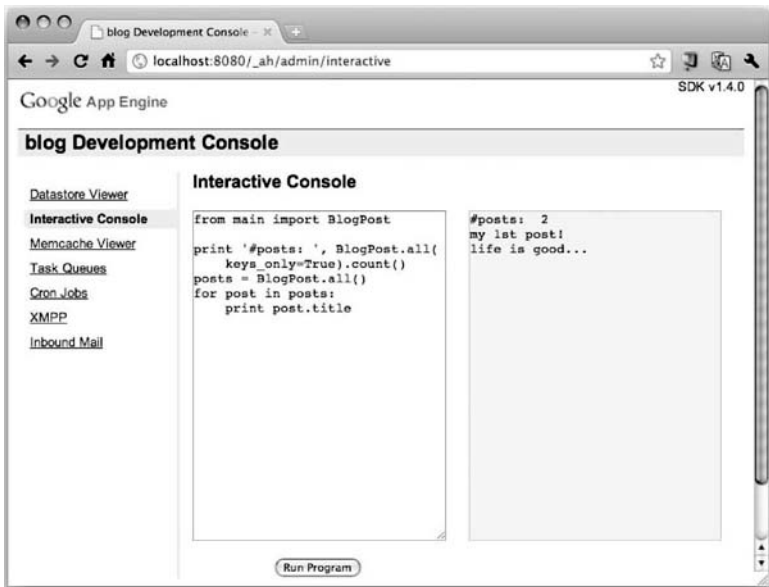 blog Development Console - 
localhost:8080/_ah/admin/interactive
SDK v1.4.0
Google App Engine
blog Development Console
Datastore Viewer
Interactive Console
Memcache Viewer
Task Queues
Cron Jobs
XMPP
Inbound Mail
Interactive Console
from main import BlogPost
print '#posts: ', BlogPost.all(
    keys_only=True).count()
posts = BlogPost.all()
for post in posts:
    print post.title
#posts:  2
my 1st post!
life is good...
Run Program